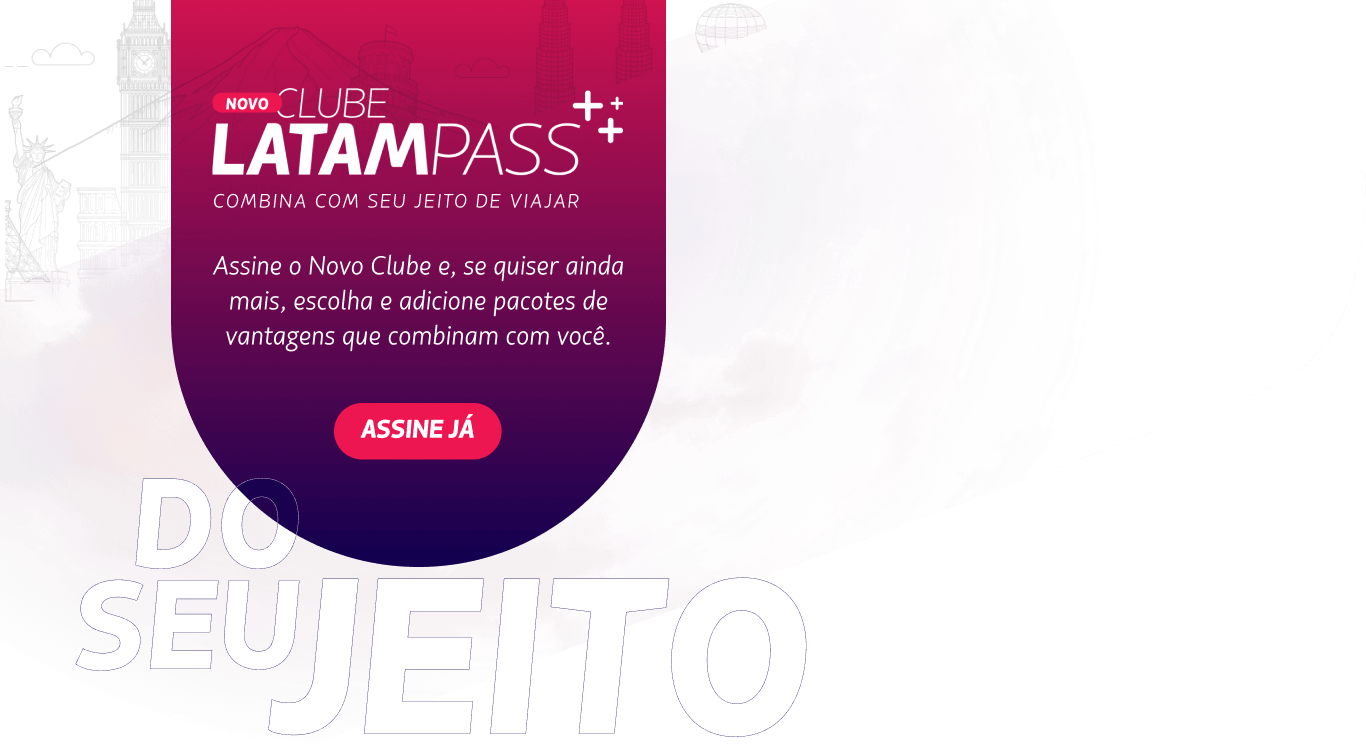 NOVO CLUBE
LATAMPASS
COMBINA COM SEU JEITO DE VIAJAR
Assine o Novo Clube e, se quiser ainda
mais, escolha e adicione pacotes de
vantagens que combinam com você.
ASSINE JÁ
DO
SEU JEITO